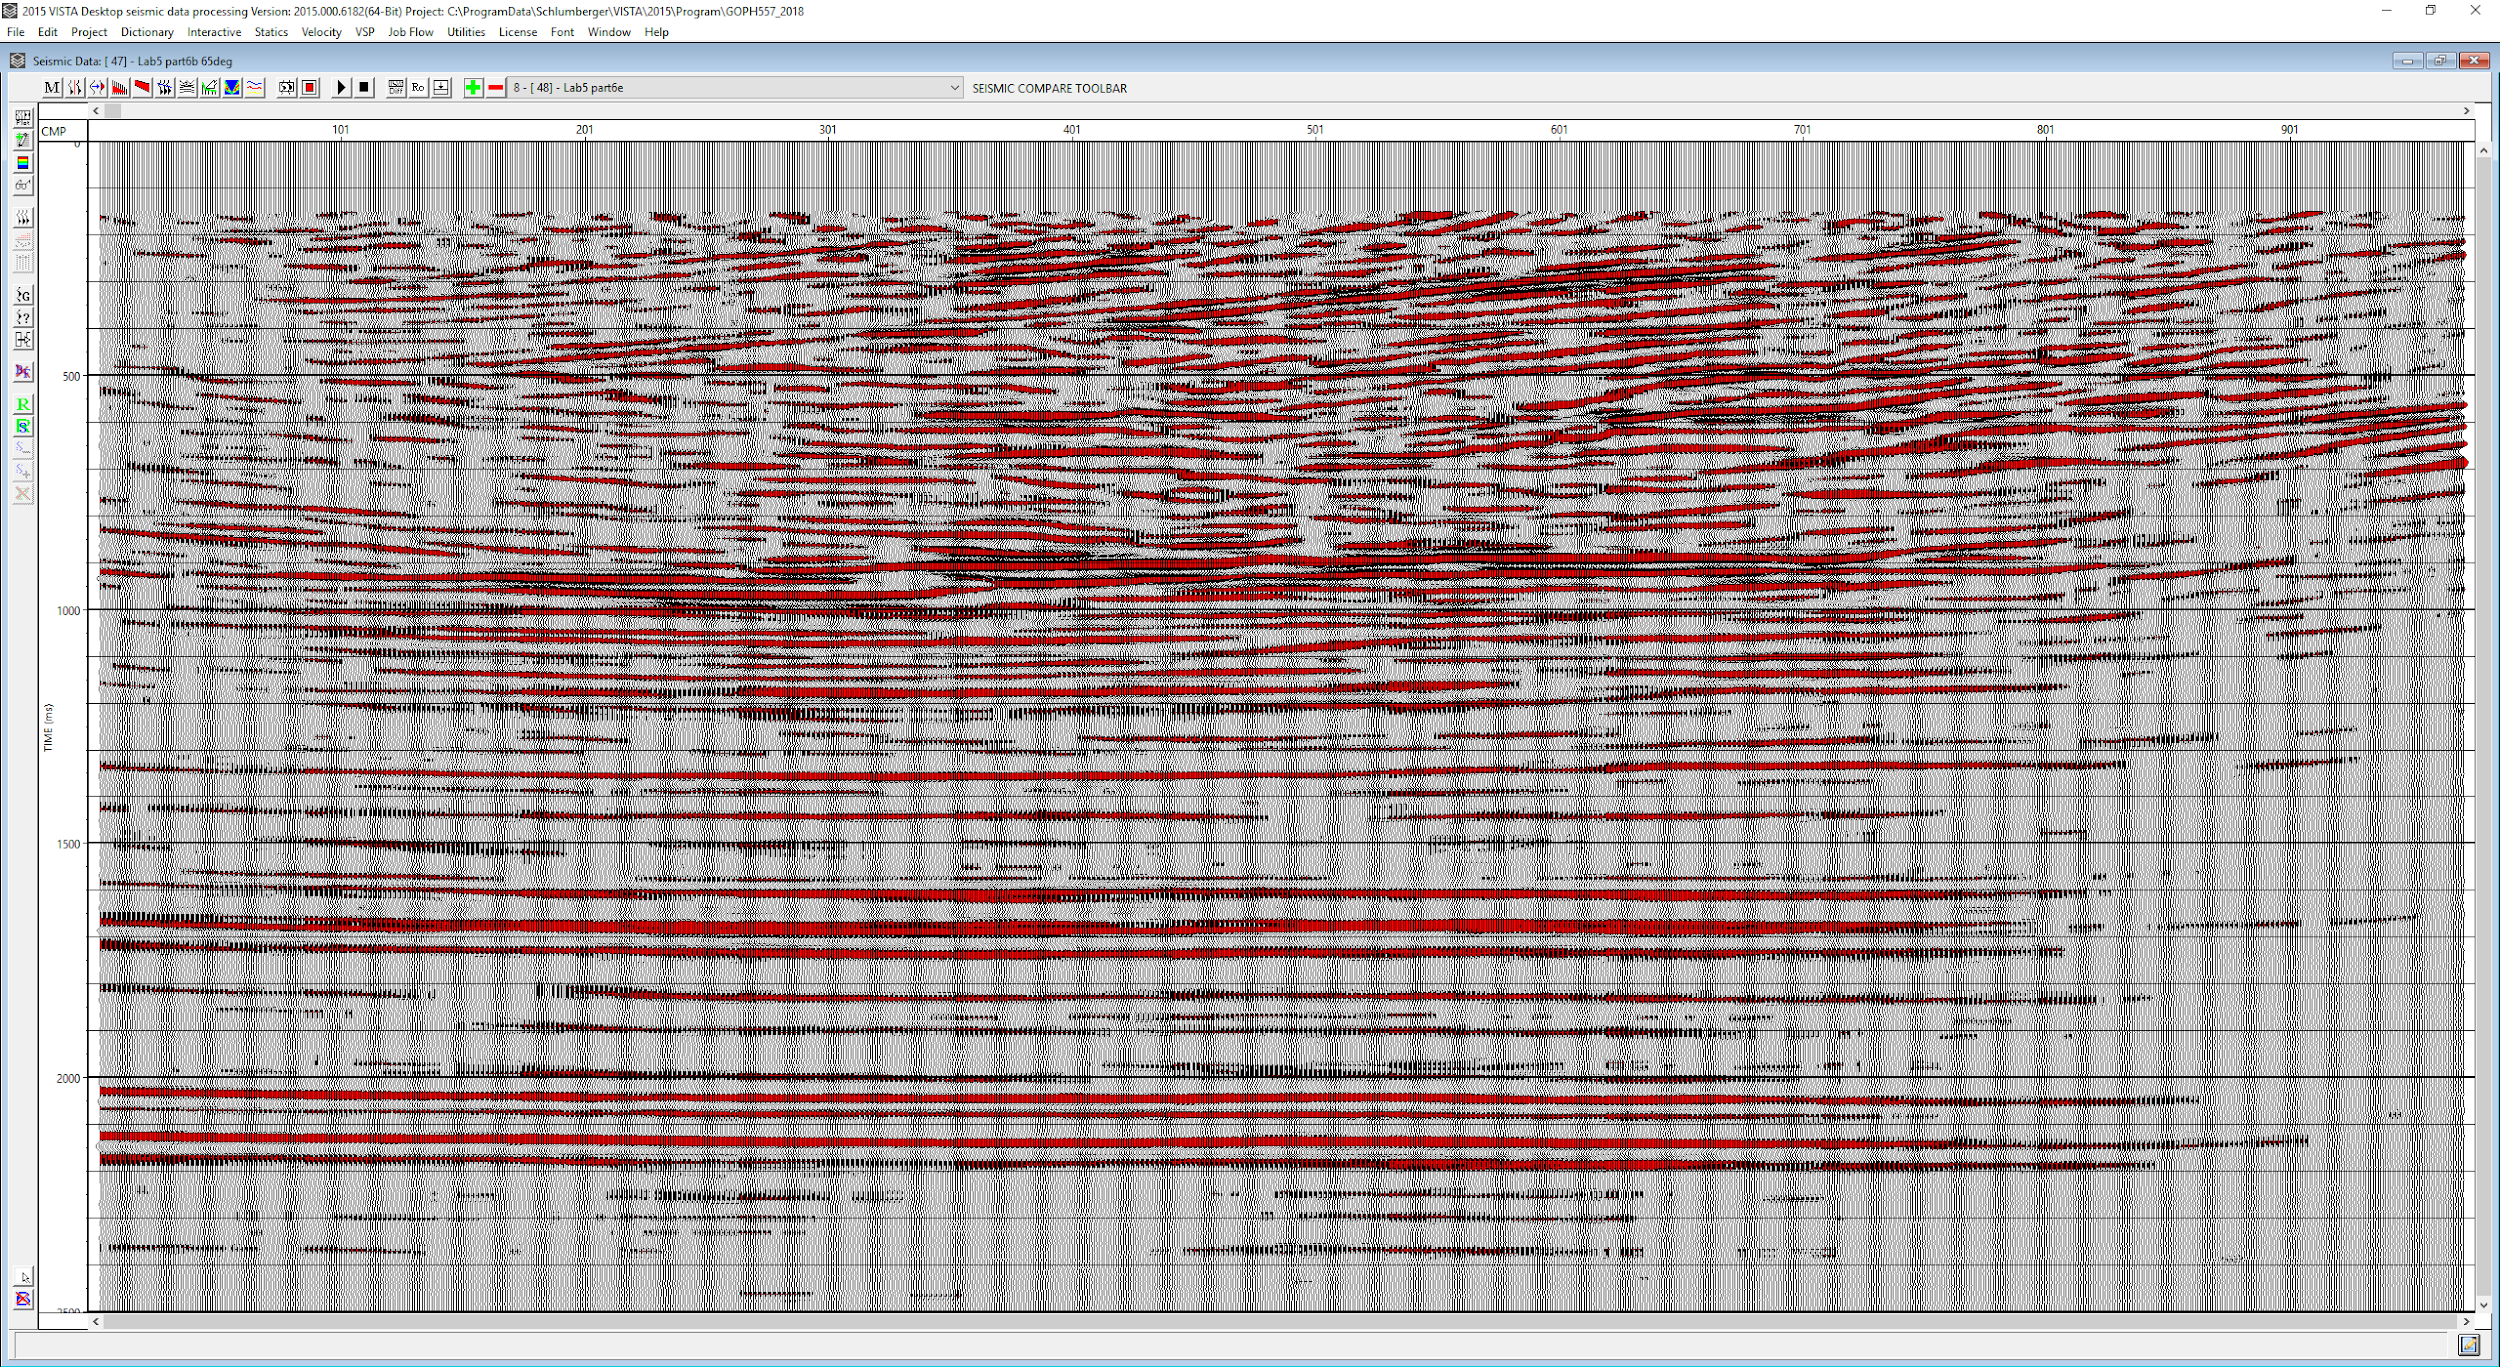 2015 VISTA Desktop seismic data processing Version: 2015.000.6182(64-Bit) Project: C:\ProgramData\Schlumberger\VISTA\2015\Program\GOPH557_2018
File Edit Project Dictionary Interactive Statics Velocity VSP Job Flow Utilities License Font Window Help
Seismic Data: [ 47] - Lab5 part6b 65deg
M Diff Ro 8 - [ 48] - Lab5 part6e SEISMIC COMPARE TOOLBAR
CMP 101 201 301 401 501 601 701 801 901
0
500
1000
TIME (ms)
1500
2000
2500
G
?
R
R
S
S